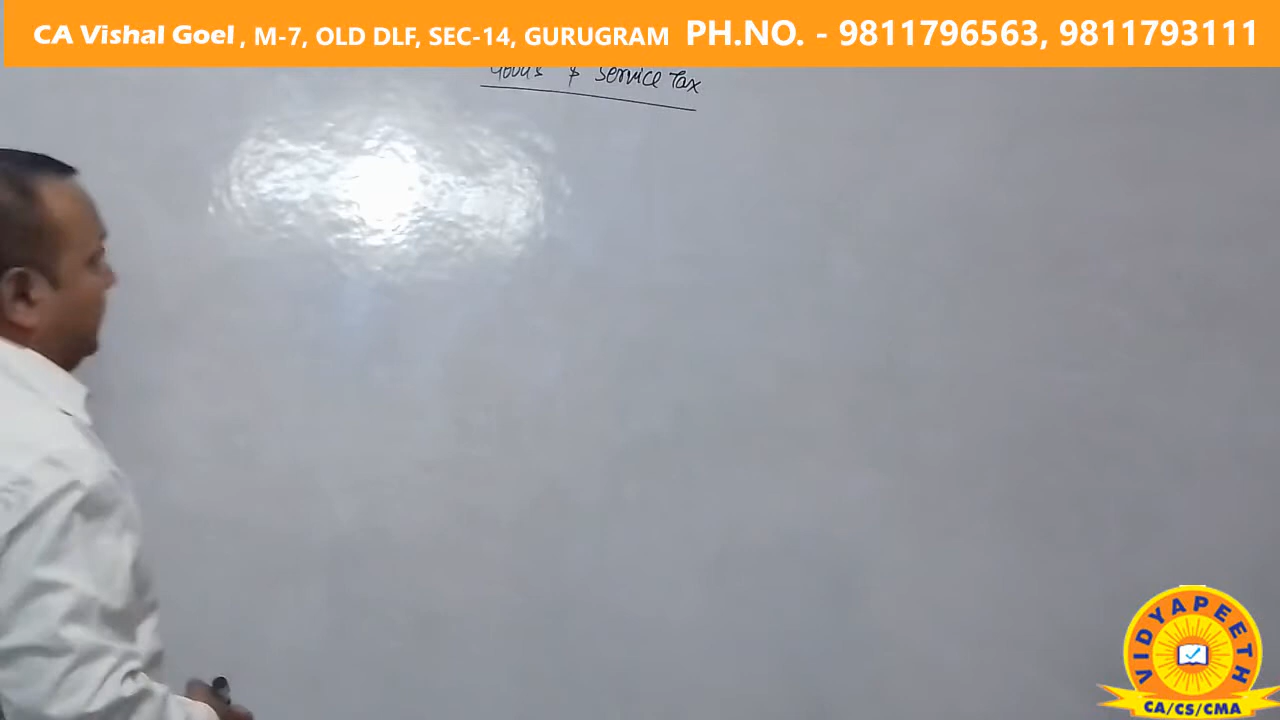 CA Vishal Goel , M-7, OLD DLF, SEC-14, GURUGRAM PH.NO. - 9811796563, 9811793111
Goods & Service Tax
VIDYAPEETH
CA/CS/CMA